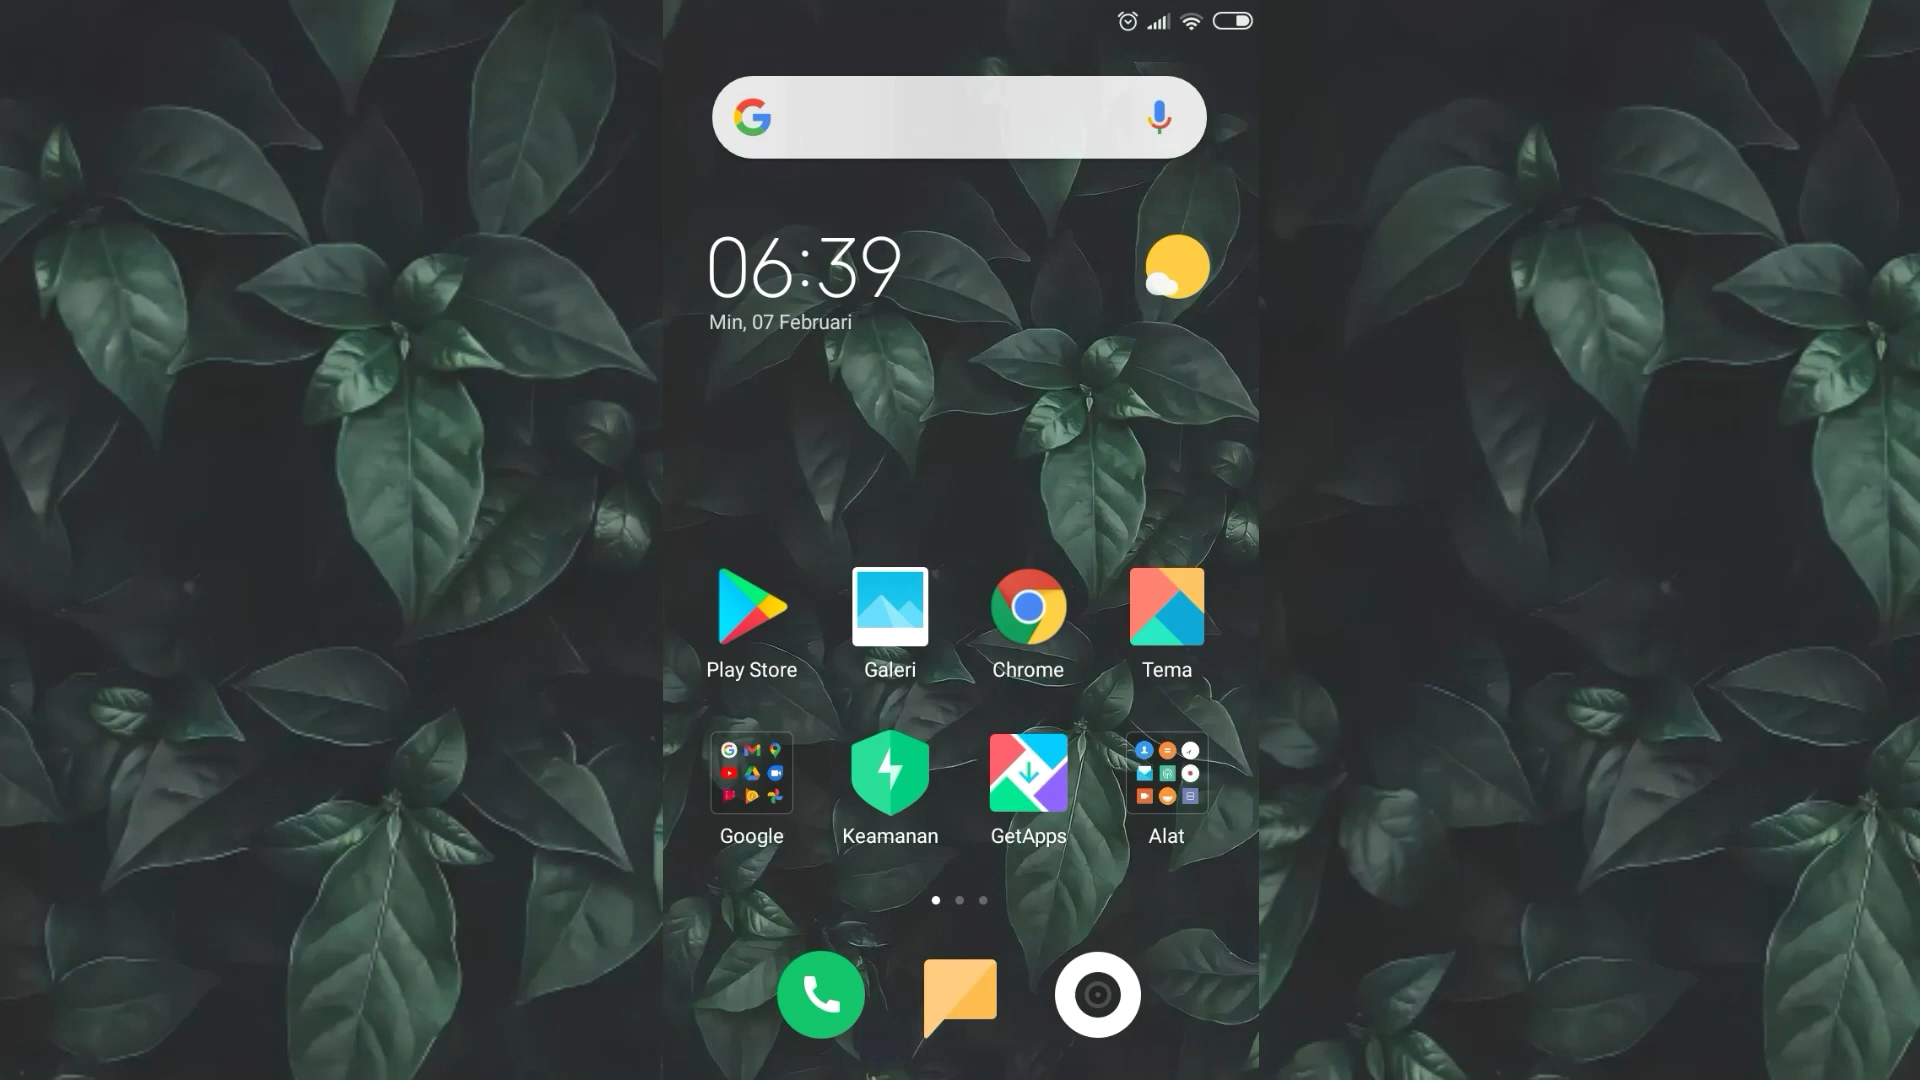 06:39
Min, 07 Februari
Play Store
Galeri
Chrome
Tema
Google
Keamanan
GetApps
Alat